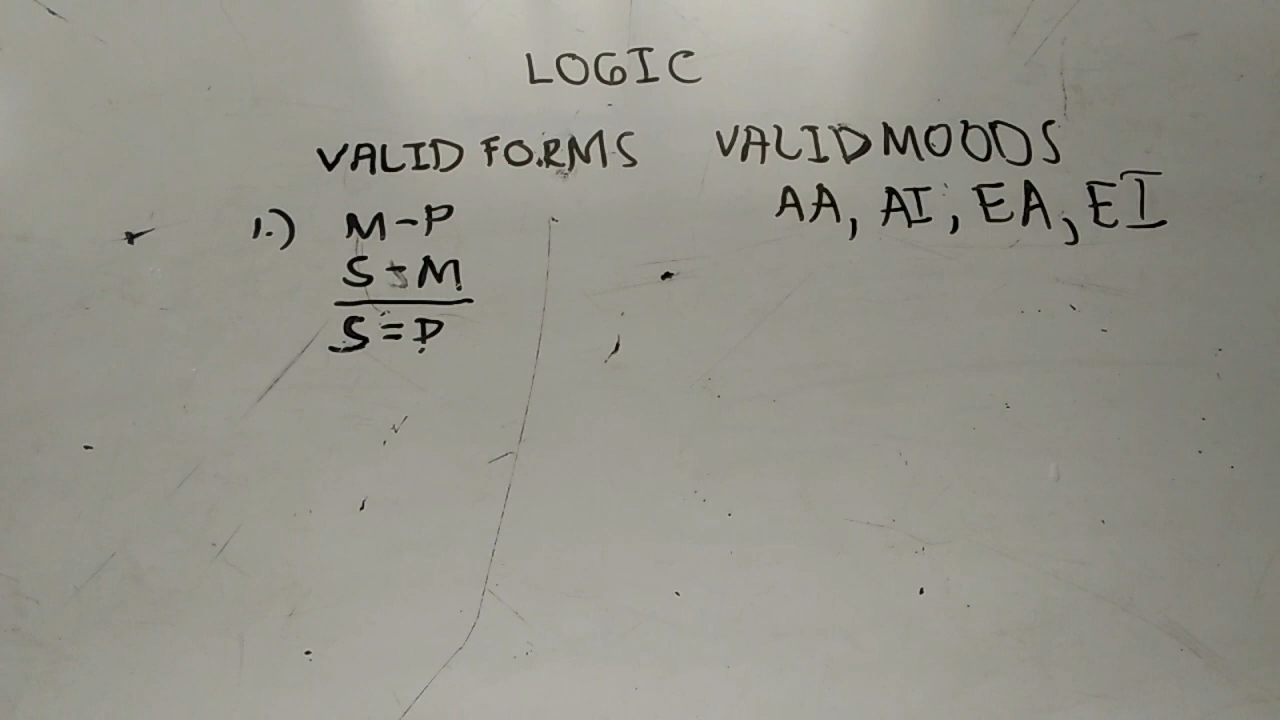 LOGIC
VALID FORMS VALID MOODS
1.) M-P AA, AI, EA, EI
S-M
S=P